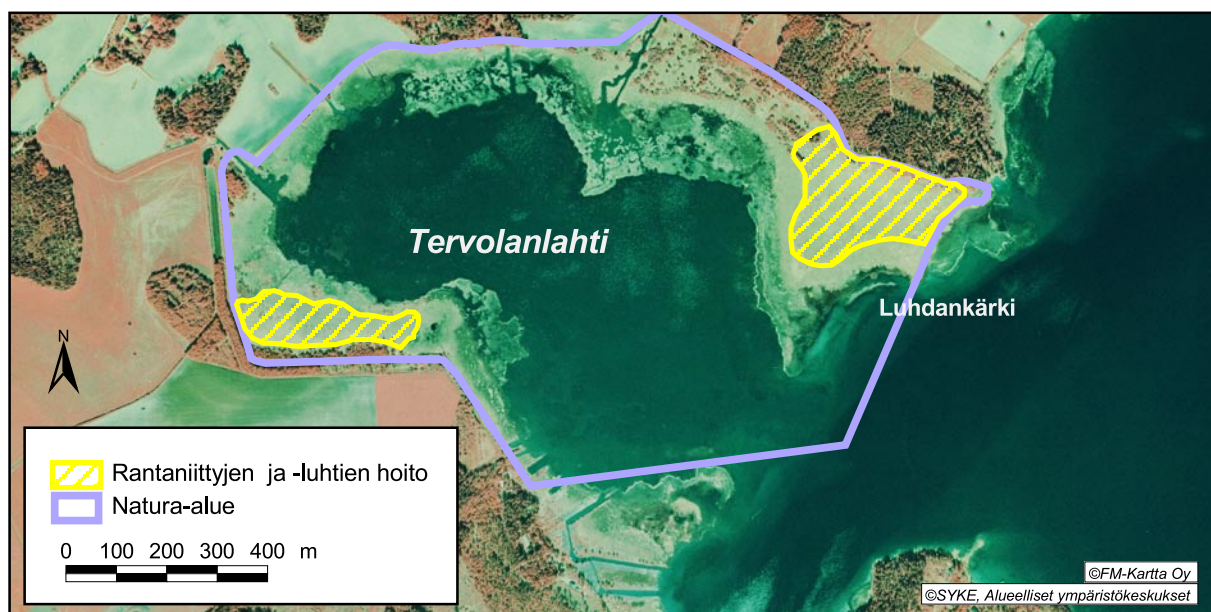 Tervolanlahti
Luhdankärki
N
Rantaniittyjen ja -luhtien hoito
Natura-alue
0 100 200 300 400 m
©FM-Kartta Oy
©SYKE, Alueelliset ympäristökeskukset